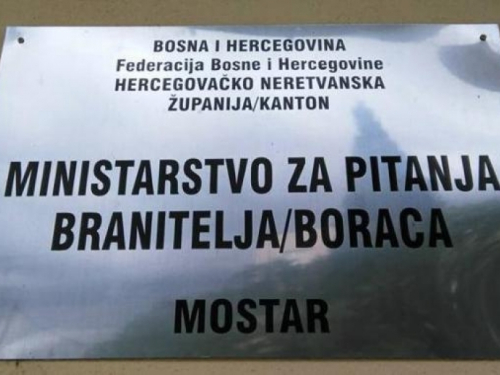 BOSNA I HERCEGOVINA
Federacija Bosne i Hercegovine
HERCEGOVAČKO NERETVANSKA
ŽUPANIJA/KANTON
MINISTARSTVO ZA PITANJA
BRANITELJA/BORACA
MOSTAR